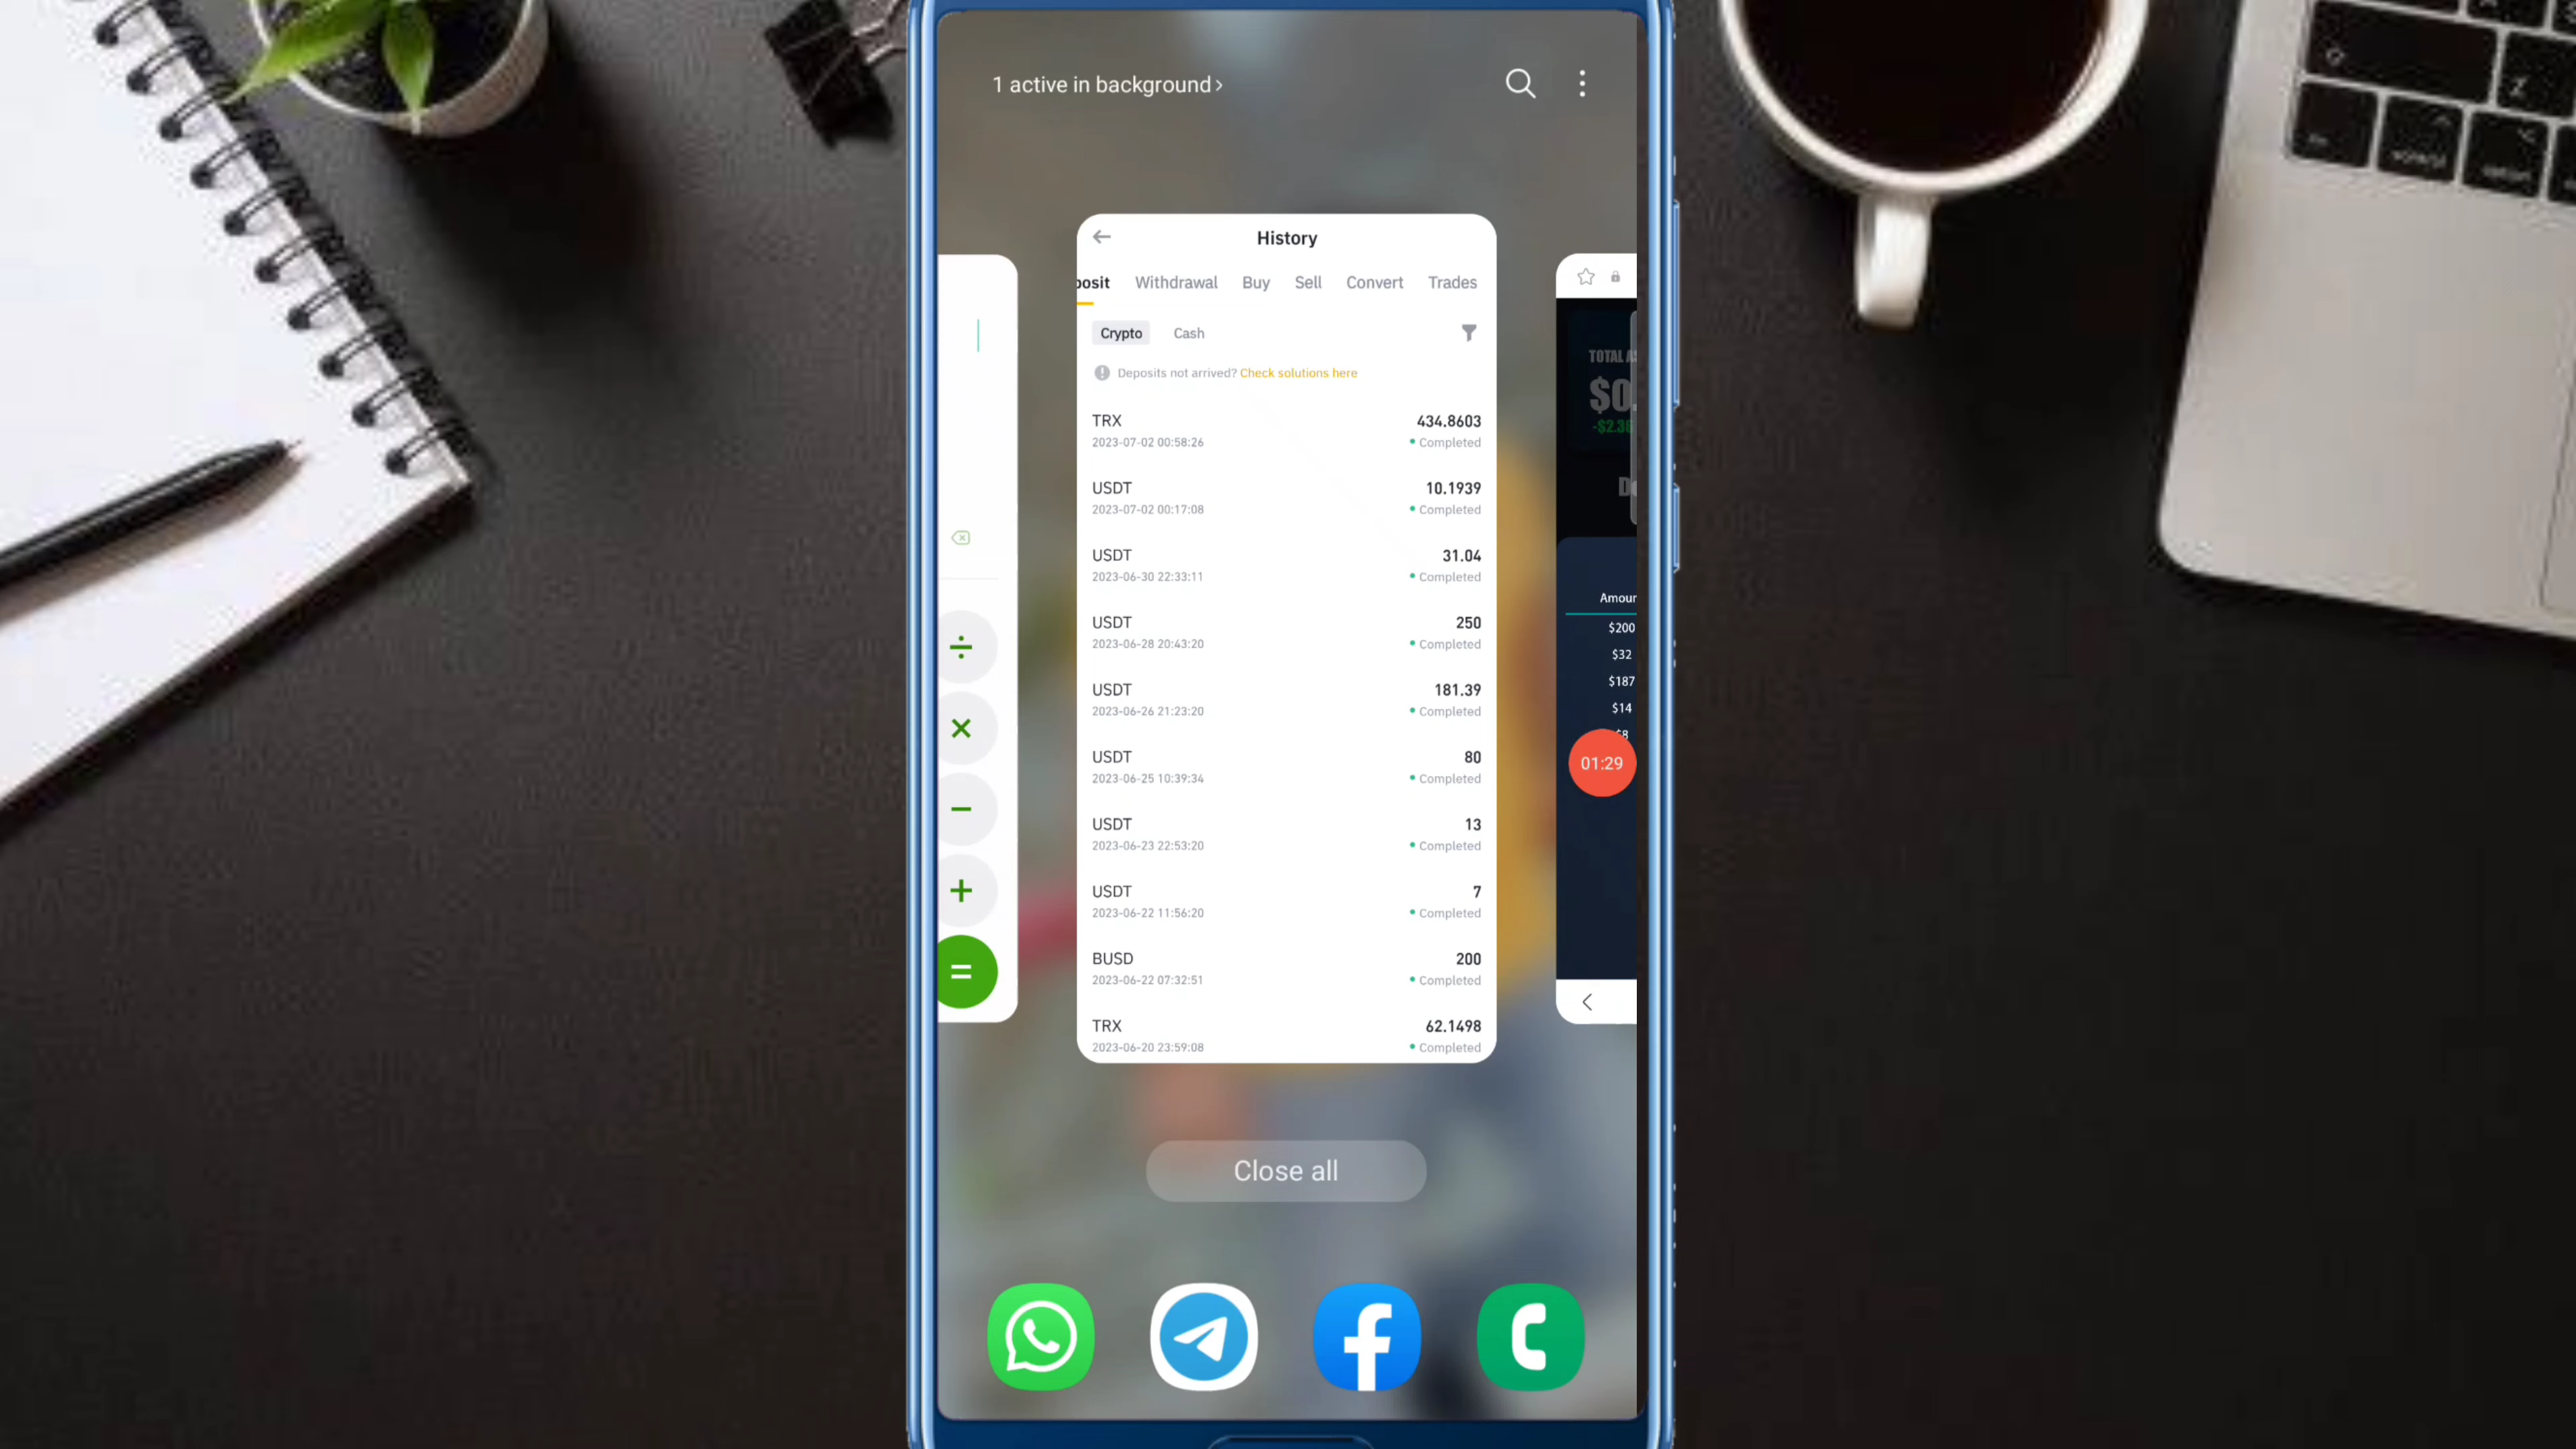 1 active in background
History
posit Withdrawal Buy Sell Convert Trades
Crypto Cash
Deposits not arrived? Check solutions here
TRX 434.8603
2023-07-02 00:58:26 Completed
USDT 10.1939
2023-07-02 00:17:08 Completed
USDT 31.04
2023-06-30 22:33:11 Completed
USDT 250
2023-06-28 20:43:20 Completed
USDT 181.39
2023-06-26 21:23:20 Completed
USDT 80
2023-06-25 10:39:34 Completed
USDT 13
2023-06-23 22:53:20 Completed
USDT 7
2023-06-22 11:56:20 Completed
BUSD 200
2023-06-22 07:32:51 Completed
TRX 62.1498
2023-06-20 23:59:08 Completed
÷
×
−
+
=
TOTAL
$0.
-$2.3
Amour
$200
$32
$187
$14
$8
01:29
Close all
option